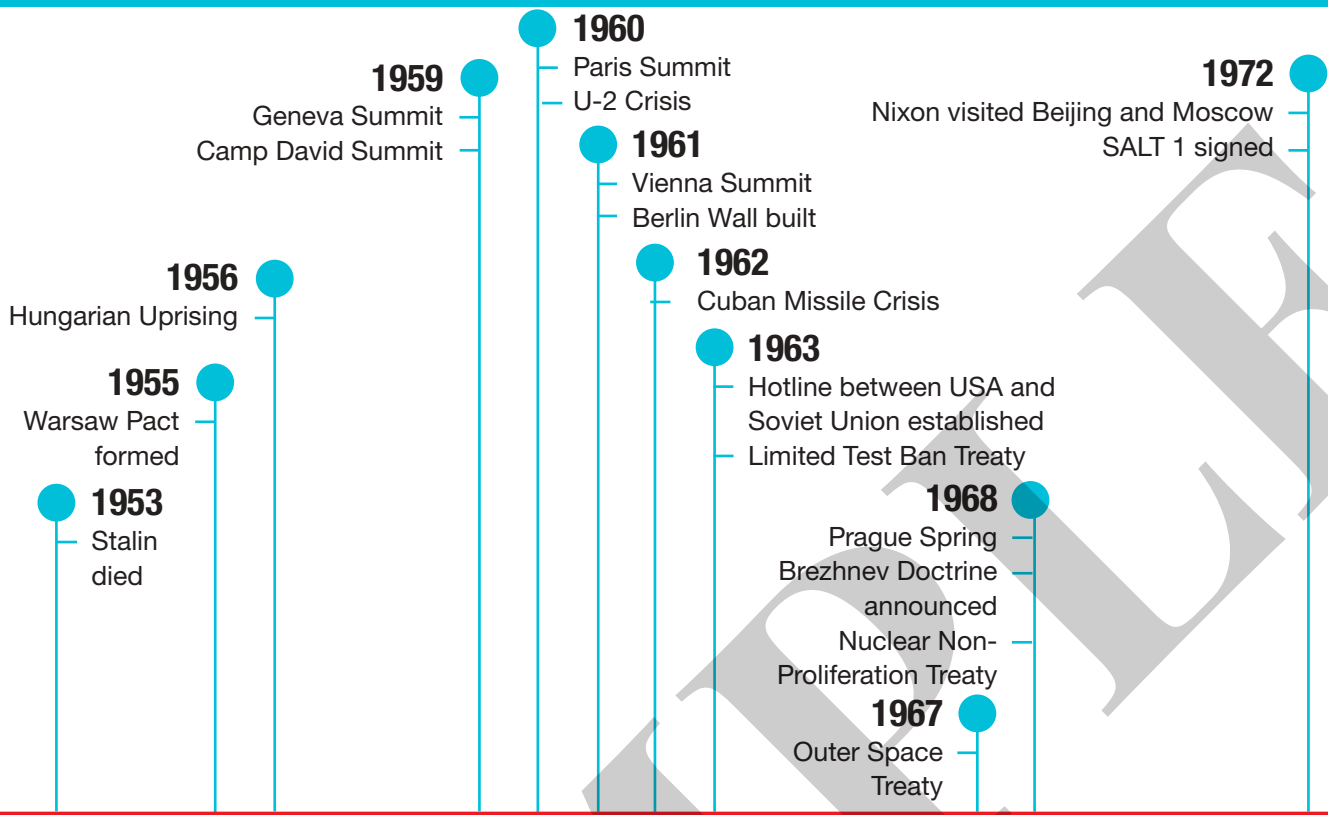 1960
Paris Summit
U-2 Crisis
1959
Geneva Summit
Camp David Summit
1972
Nixon visited Beijing and Moscow
SALT 1 signed
1961
Vienna Summit
Berlin Wall built
1956
Hungarian Uprising
1962
Cuban Missile Crisis
1963
Hotline between USA and
Soviet Union established
Limited Test Ban Treaty
1955
Warsaw Pact
formed
1953
Stalin
died
1968
Prague Spring
Brezhnev Doctrine
announced
Nuclear Non-
Proliferation Treaty
1967
Outer Space
Treaty